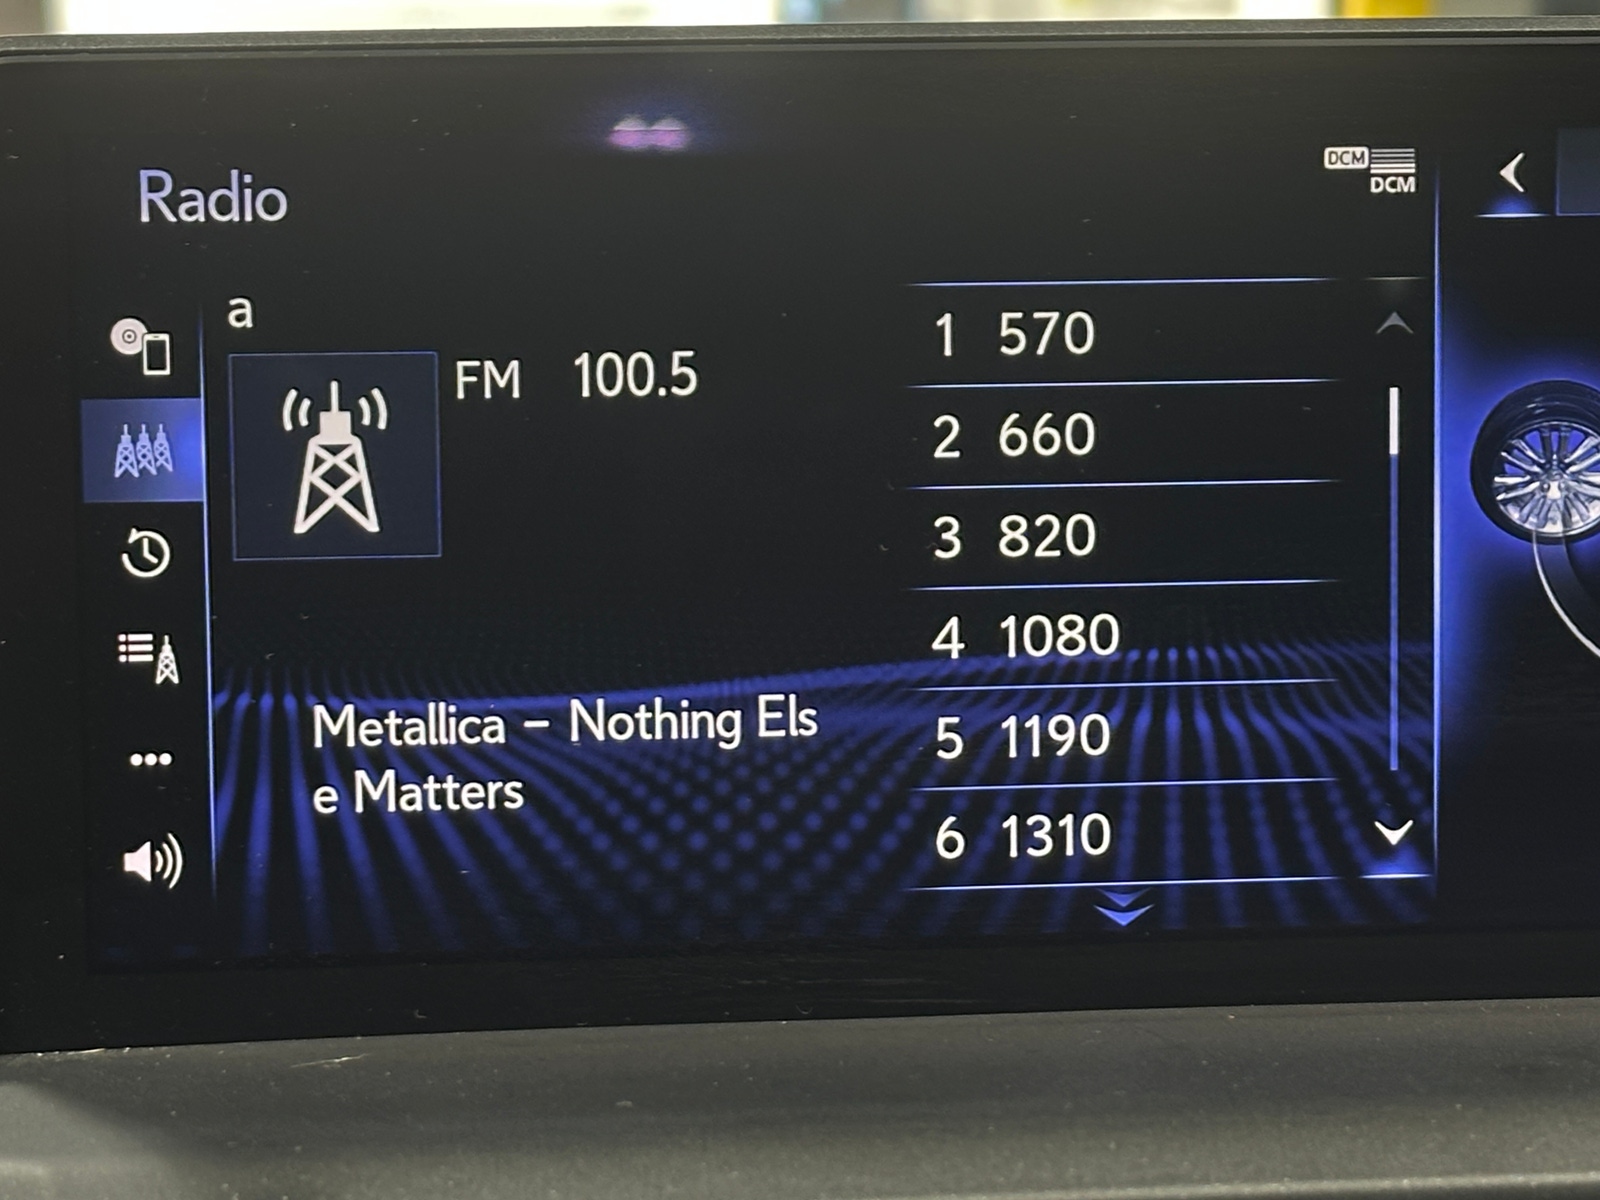 Radio
DCM
DCM
a
FM 100.5
Metallica – Nothing Els
e Matters
1 570
2 660
3 820
4 1080
5 1190
6 1310